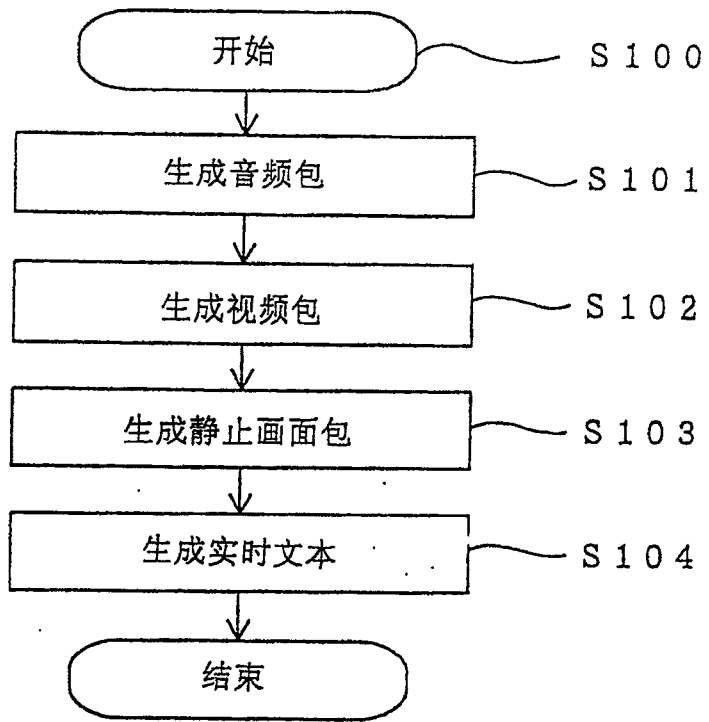 开始 S100
生成音频包 S101
生成视频包 S102
生成静止画面包 S103
生成实时文本 S104
结束